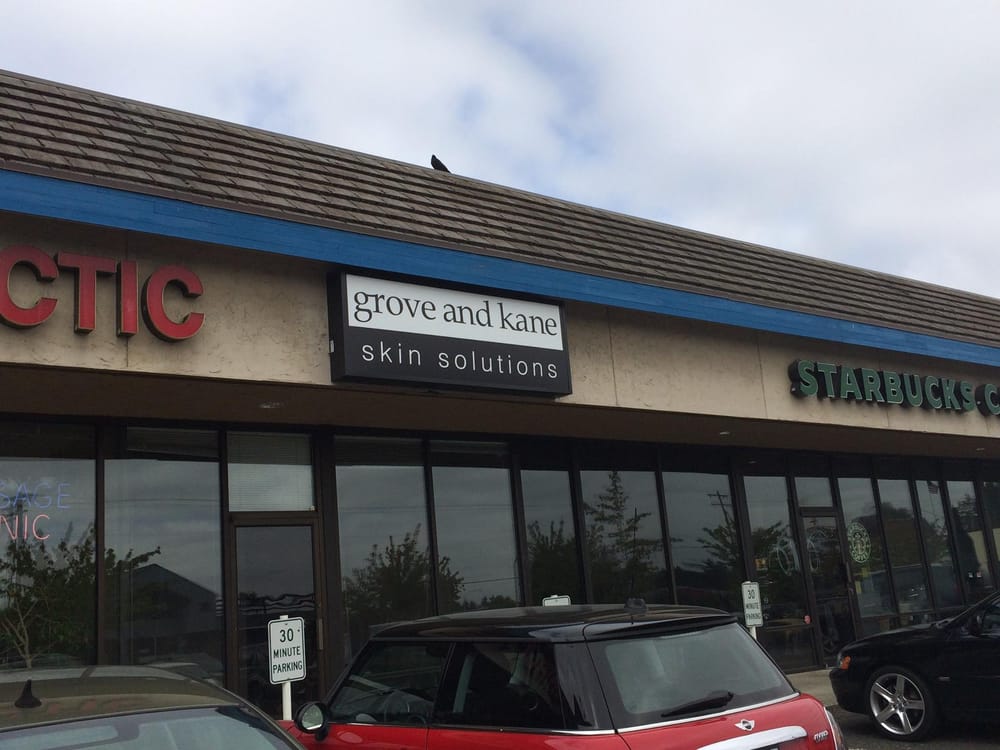 CTIC
grove and kane
skin solutions
STARBUCKS C
SAGE
NIC
30
MINUTE
PARKING
30
MINUTE
PARKING